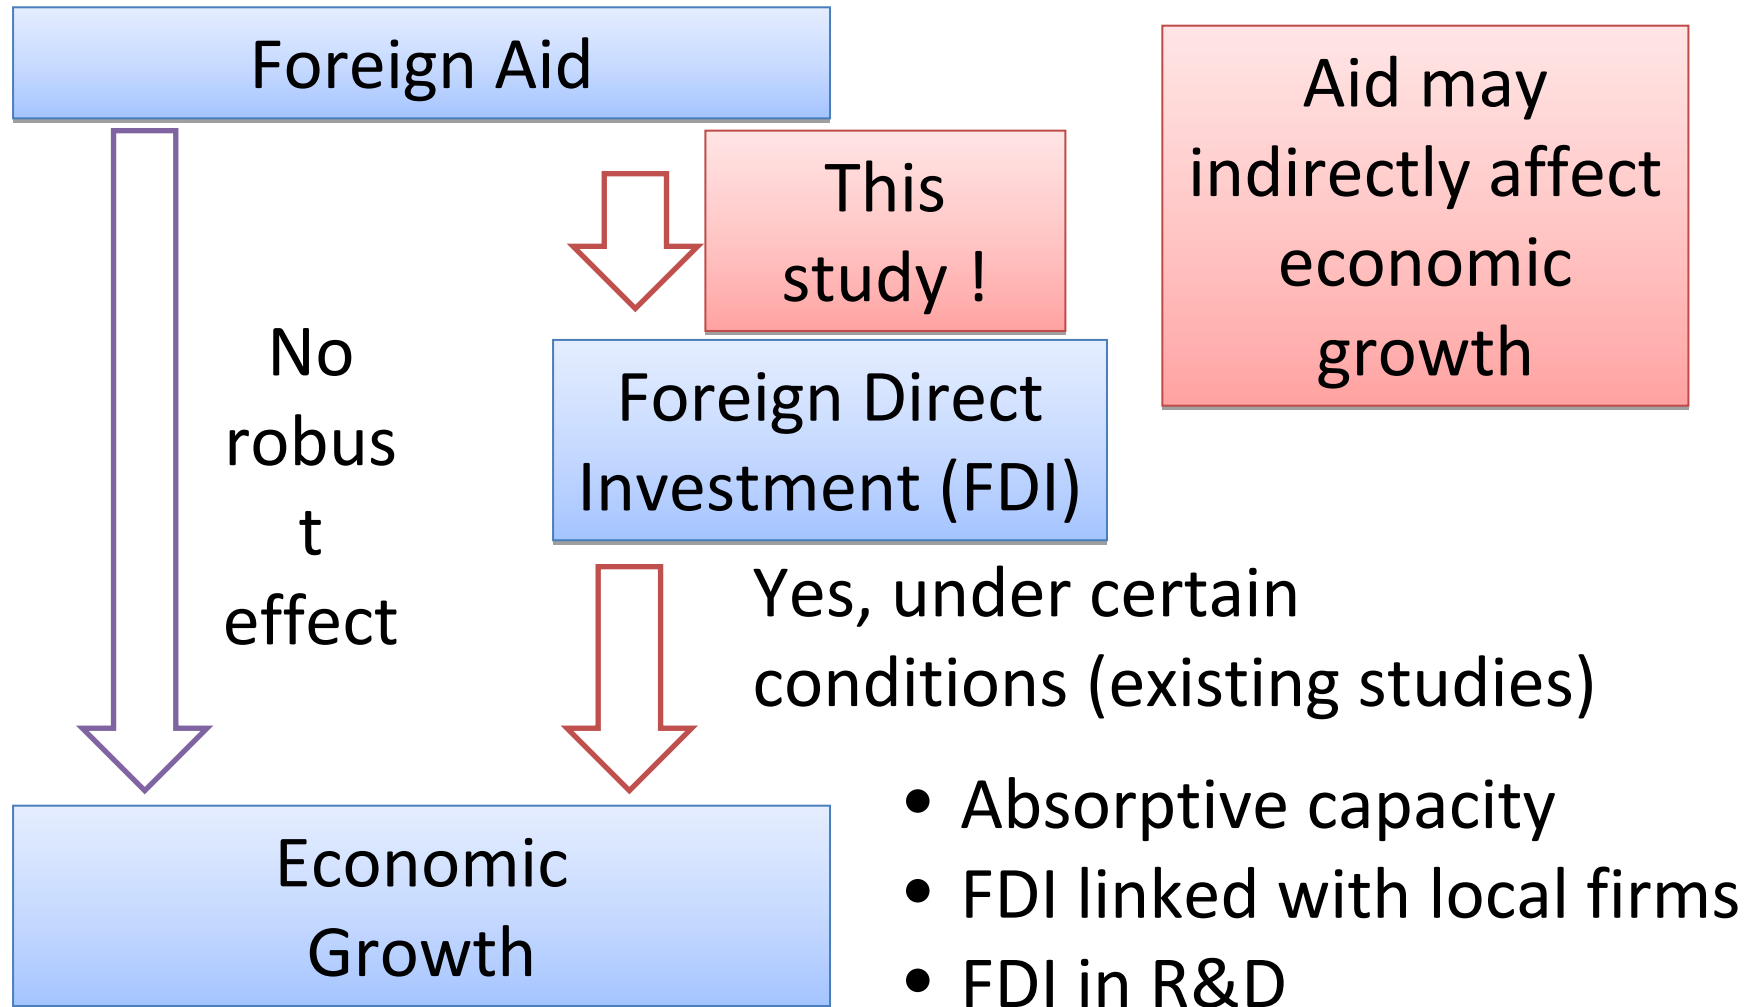 Foreign Aid
Aid may
indirectly affect
economic
growth
This
study !
No
robus
t
effect
Foreign Direct
Investment (FDI)
Yes, under certain
conditions (existing studies)
Economic
Growth
• Absorptive capacity
• FDI linked with local firms
• FDI in R&D